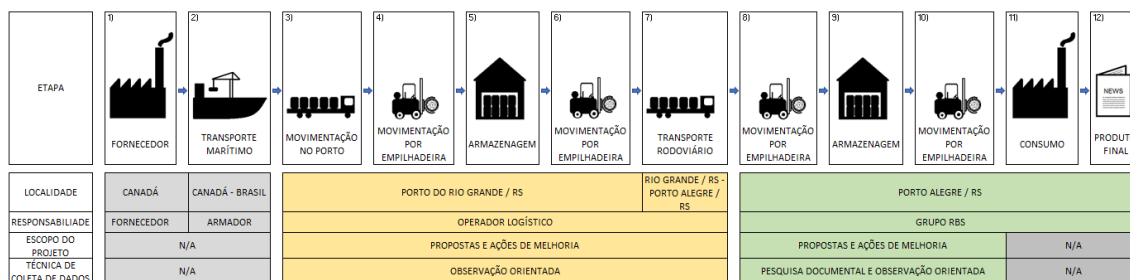 1)
2)
3)
4)
5)
6)
7)
8)
9)
10)
11)
12)
ETAPA
NEWS
FORNECEDOR
TRANSPORTE
MARÍTIMO
MOVIMENTAÇÃO
NO PORTO
MOVIMENTAÇÃO
POR
EMPILHADEIRA
ARMAZENAGEM
MOVIMENTAÇÃO
POR
EMPILHADEIRA
TRANSPORTE
RODOVIÁRIO
MOVIMENTAÇÃO
POR
EMPILHADEIRA
ARMAZENAGEM
MOVIMENTAÇÃO
POR
EMPILHADEIRA
CONSUMO
PRODUT
FINAL
LOCALIDADE
CANADÁ
CANADÁ - BRASIL
PORTO DO RIO GRANDE / RS
RIO GRANDE / RS -
PORTO ALEGRE /
RS
PORTO ALEGRE / RS
RESPONSABILIADE
FORNECEDOR
ARMADOR
OPERADOR LOGÍSTICO
GRUPO RBS
ESCOPO DO
PROJETO
N/A
PROPOSTAS E AÇÕES DE MELHORIA
PROPOSTAS E AÇÕES DE MELHORIA
N/A
TÉCNICA DE
COLETA DE DADOS
N/A
OBSERVAÇÃO ORIENTADA
PESQUISA DOCUMENTAL E OBSERVAÇÃO ORIENTADA
N/A